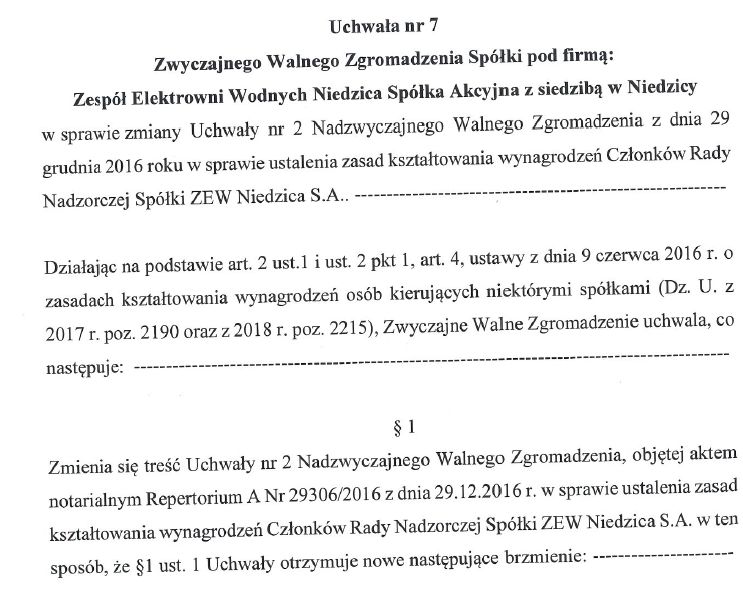 Uchwała nr 7
Zwyczajnego Walnego Zgromadzenia Spółki pod firmą:
Zespół Elektrowni Wodnych Niedzica Spółka Akcyjna z siedzibą w Niedzicy
w sprawie zmiany Uchwały nr 2 Nadzwyczajnego Walnego Zgromadzenia z dnia 29
grudnia 2016 roku w sprawie ustalenia zasad kształtowania wynagrodzeń Członków Rady
Nadzorczej Spółki ZEW Niedzica S.A.. ----------------------------------------------------------
Działając na podstawie art. 2 ust.1 i ust. 2 pkt 1, art. 4, ustawy z dnia 9 czerwca 2016 r. o
zasadach kształtowania wynagrodzeń osób kierujących niektórymi spółkami (Dz. U. z
2017 r. poz. 2190 oraz z 2018 r. poz. 2215), Zwyczajne Walne Zgromadzenie uchwala, co
następuje: ---------------------------------------------------------------------------------------------
§ 1
Zmienia się treść Uchwały nr 2 Nadzwyczajnego Walnego Zgromadzenia, objętej aktem
notarialnym Repertorium A Nr 29306/2016 z dnia 29.12.2016 r. w sprawie ustalenia zasad
kształtowania wynagrodzeń Członków Rady Nadzorczej Spółki ZEW Niedzica S.A. w ten
sposób, że §1 ust. 1 Uchwały otrzymuje nowe następujące brzmienie: ----------------------